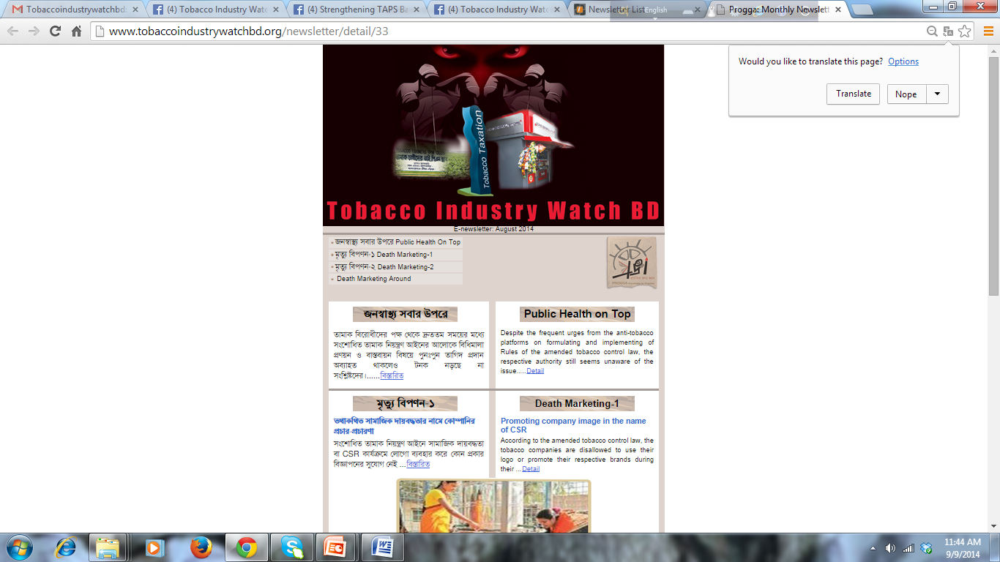 Tobaccoindustrywatchbd:
(4) Tobacco Industry Wat
(4) Strengthening TAPS Ba
(4) Tobacco Industry Wat
Newsletter List
English
Progga: Monthly Newslett
www.tobaccoindustrywatchbd.org/newsletter/detail/33
Would you like to translate this page? Options
Translate
Nope
Tobacco Taxation
Tobacco Industry Watch BD
E-newsletter: August 2014
জনস্বাস্থ্য সবার উপরে Public Health On Top
মৃত্যু বিপণন-১ Death Marketing-1
মৃত্যু বিপণন-২ Death Marketing-2
Death Marketing Around
জনস্বাস্থ্য সবার উপরে
তামাক বিরোধীদের পক্ষ থেকে দ্রুততম সময়ের মধ্যে
সংশোধিত তামাক নিয়ন্ত্রণ আইনের আলোকে বিধিমালা
প্রণয়ন ও বাস্তবায়ন বিষয়ে পুনঃপুন তাগিদ প্রদান
অব্যাহত থাকলেও টনক নড়ছে না
সংশ্লিষ্টদের।......বিস্তারিত
Public Health on Top
Despite the frequent urges from the anti-tobacco
platforms on formulating and implementing of
Rules of the amended tobacco control law, the
respective authority still seems unaware of the
issue.....Detail
মৃত্যু বিপণন-১
তথাকথিত সামাজিক দায়বদ্ধতার নামে কোম্পানির
প্রচার-প্রচারণা
সংশোধিত তামাক নিয়ন্ত্রণ আইনে সামাজিক দায়বদ্ধতা
বা CSR কার্যক্রমে লোগো ব্যবহার করে কোন প্রকার
বিজ্ঞাপনের সুযোগ নেই ...বিস্তারিত
Death Marketing-1
Promoting company image in the name
of CSR
According to the amended tobacco control law, the
tobacco companies are disallowed to use their
logo or promote their respective brands during
their ...Detail
11:44 AM
9/9/2014